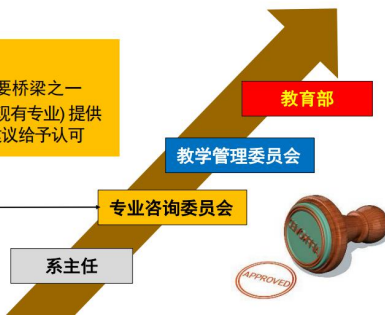 要桥梁之一
现有专业) 提供
议给予认可
教育部
教学管理委员会
专业咨询委员会
系主任
APPROVED